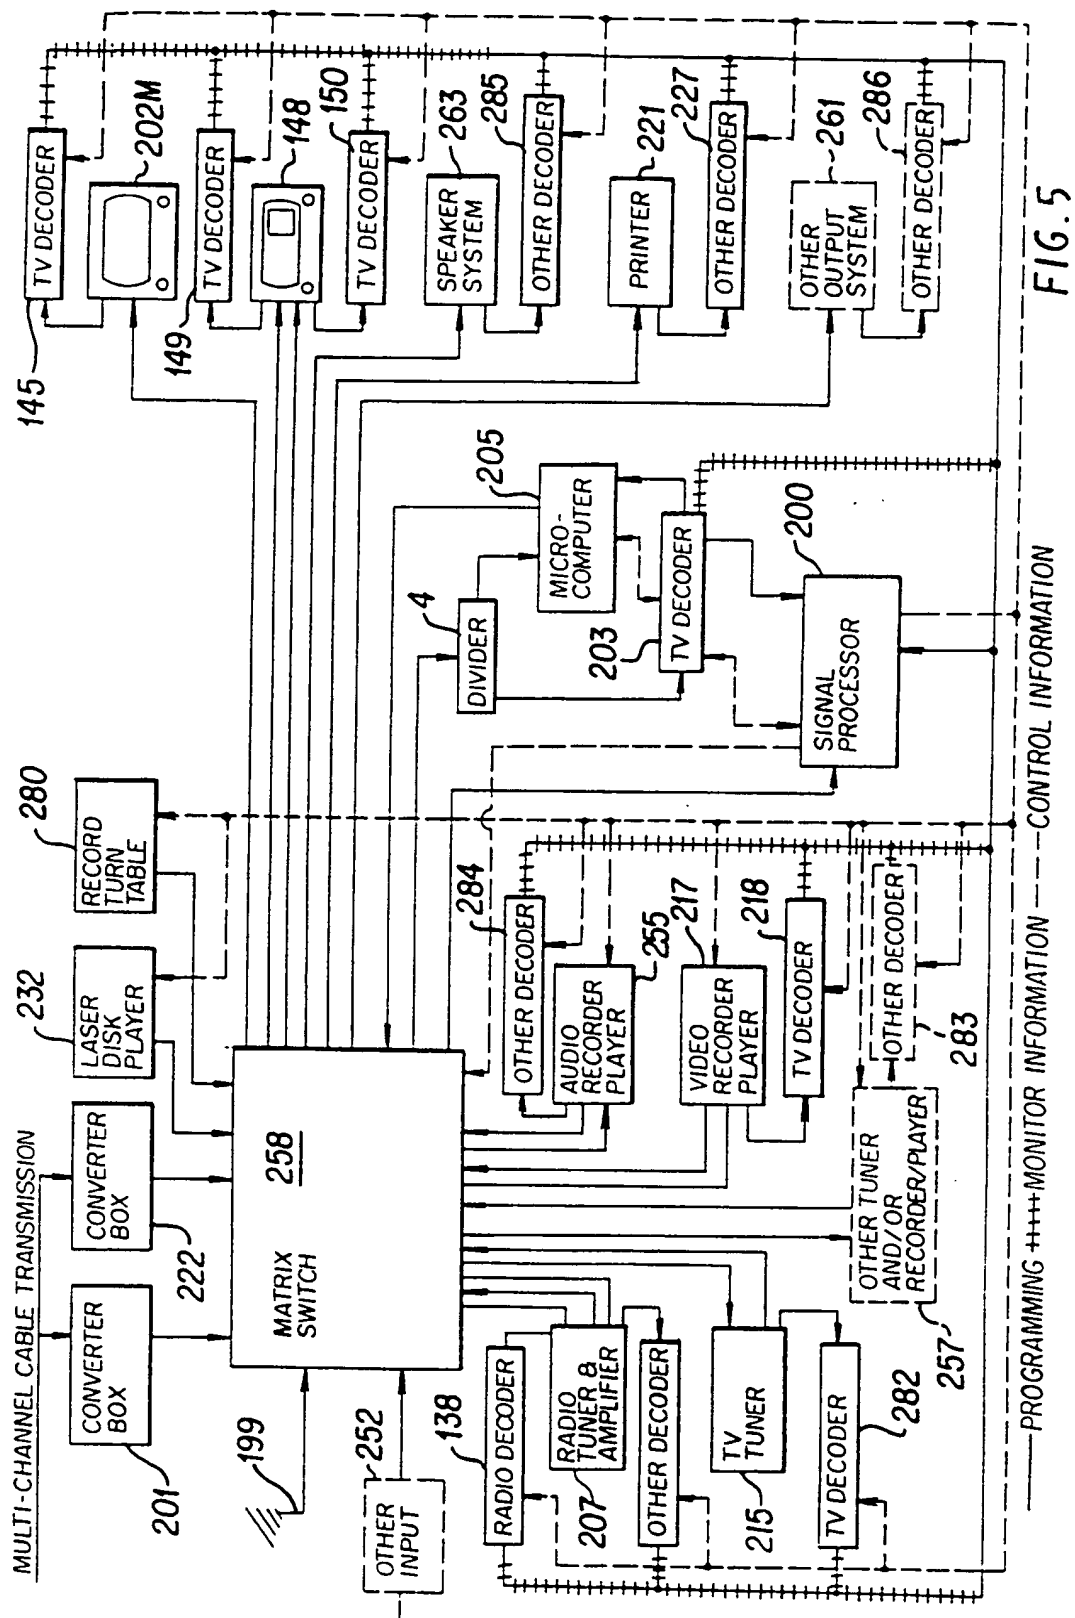 MULTI-CHANNEL CABLE TRANSMISSION
201
CONVERTER
BOX
222
CONVERTER
BOX
232
LASER
DISK
PLAYER
280
RECORD
TURN
TABLE
199
252
OTHER
INPUT
258
MATRIX
SWITCH
145
TV DECODER
202M
149
TV DECODER
148
TV DECODER
150
SPEAKER
SYSTEM
263
OTHER DECODER
285
PRINTER
221
OTHER DECODER
227
OTHER
OUTPUT
SYSTEM
261
OTHER DECODER
286
4
DIVIDER
MICRO-
COMPUTER
205
203
TV DECODER
SIGNAL
PROCESSOR
200
138
RADIO DECODER
RADIO
TUNER &
AMPLIFIER
207
OTHER DECODER
TV
TUNER
215
TV DECODER
282
284
OTHER DECODER
AUDIO
RECORDER
PLAYER
255
VIDEO
RECORDER
PLAYER
217
TV DECODER
218
OTHER TUNER
AND/OR
RECORDER/PLAYER
257
OTHER DECODER
283
PROGRAMMING MONITOR INFORMATION CONTROL INFORMATION
FIG. 5